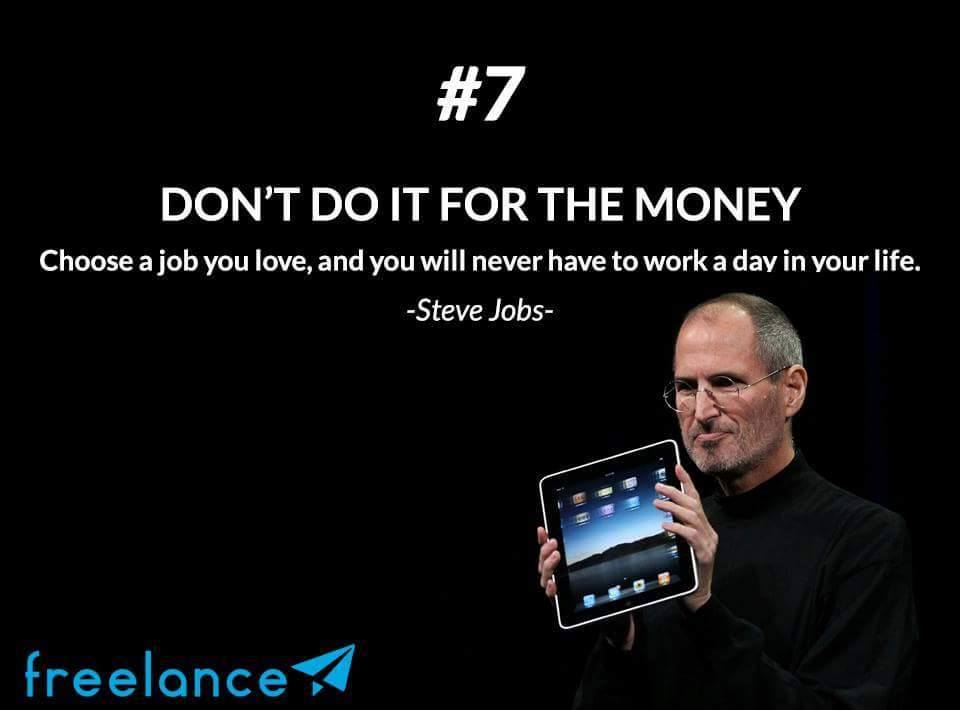 #7
DON'T DO IT FOR THE MONEY
Choose a job you love, and you will never have to work a day in your life.
-Steve Jobs-
freelance